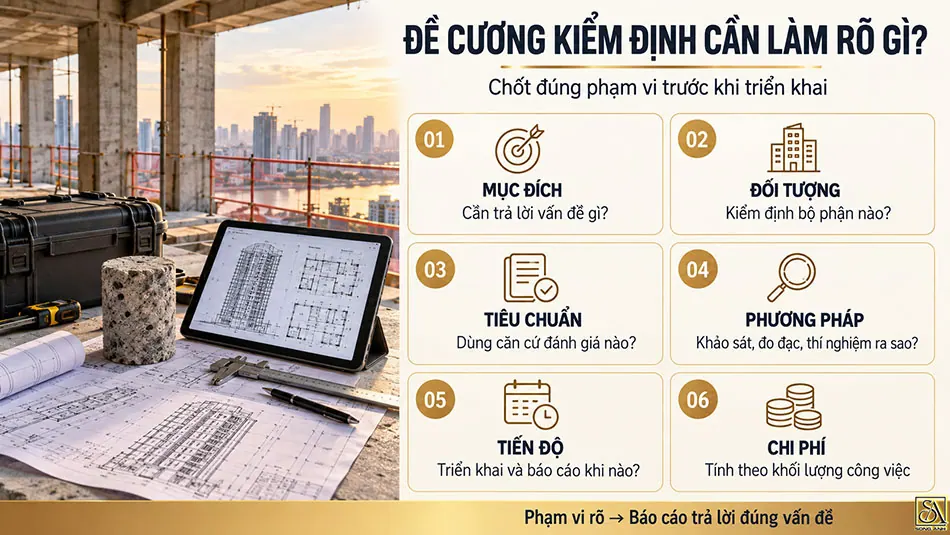 ĐỀ CƯƠNG KIỂM ĐỊNH CẦN LÀM RÕ GÌ?
Chốt đúng phạm vi trước khi triển khai
01
MỤC ĐÍCH
Cần trả lời vấn đề gì?
02
ĐỐI TƯỢNG
Kiểm định bộ phận nào?
03
TIÊU CHUẨN
Dùng căn cứ đánh giá nào?
04
PHƯƠNG PHÁP
Khảo sát, đo đạc, thí nghiệm ra sao?
05
TIẾN ĐỘ
Triển khai và báo cáo khi nào?
06
CHI PHÍ
Tính theo khối lượng công việc
Phạm vi rõ → Báo cáo trả lời đúng vấn đề
SONG ANH